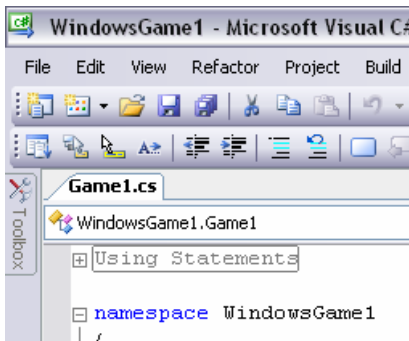 WindowsGame1 - Microsoft Visual C#
File Edit View Refactor Project Build
Game1.cs
Toolbox
WindowsGame1.Game1
Using Statements
namespace WindowsGame1
{